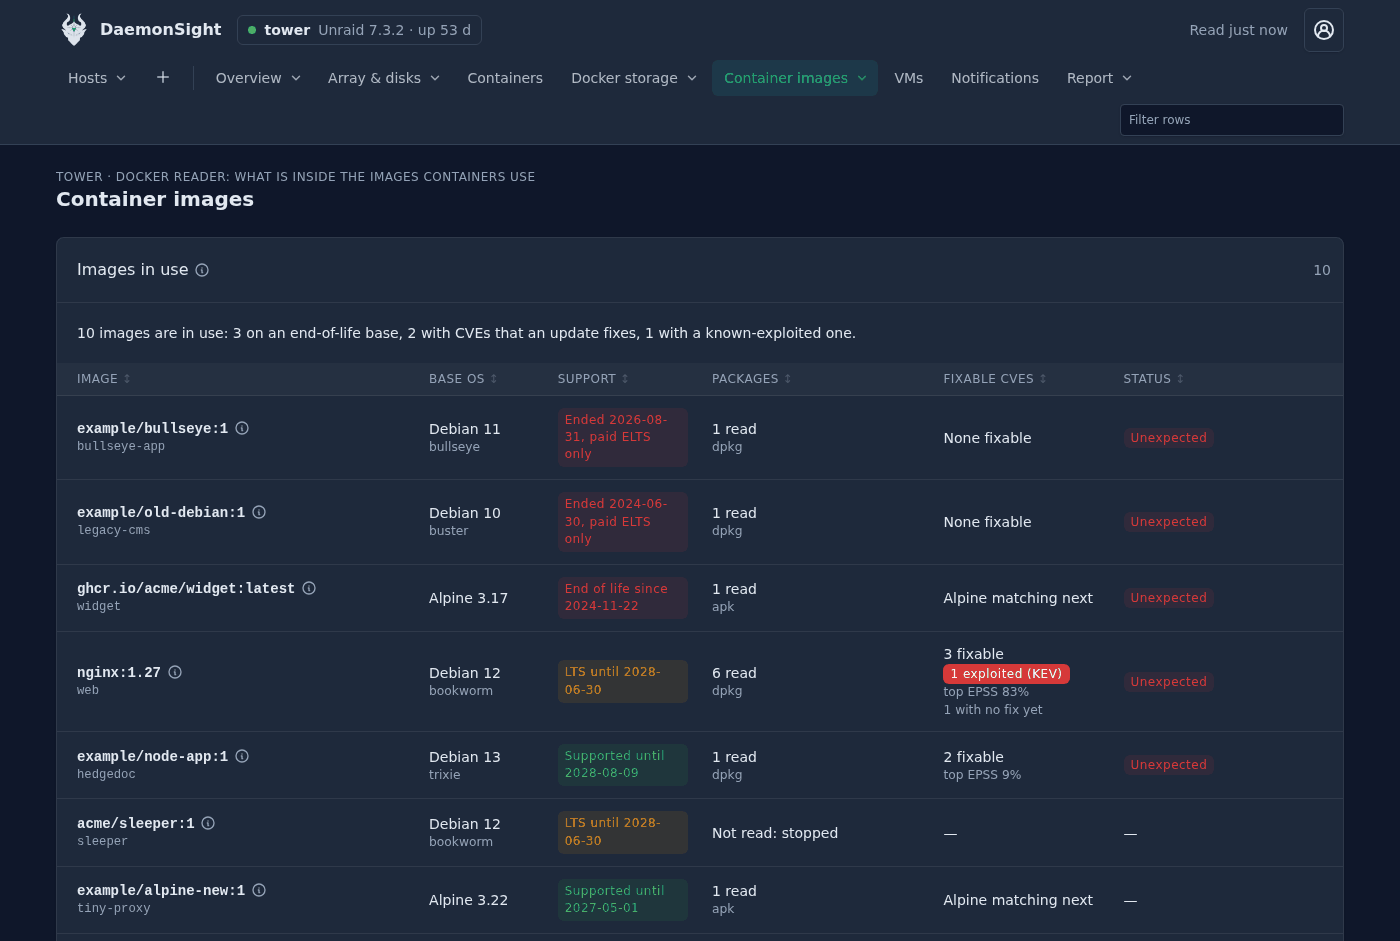 DaemonSight
tower Unraid 7.3.2 · up 53 d
Read just now
Hosts
+
Overview
Array & disks
Containers
Docker storage
Container images
VMs
Notifications
Report
Filter rows
TOWER · DOCKER READER: WHAT IS INSIDE THE IMAGES CONTAINERS USE
Container images
Images in use
10
10 images are in use: 3 on an end-of-life base, 2 with CVEs that an update fixes, 1 with a known-exploited one.
IMAGE ↕ BASE OS ↕ SUPPORT ↕ PACKAGES ↕ FIXABLE CVES ↕ STATUS ↕
example/bullseye:1
bullseye-app
Debian 11
bullseye
Ended 2026-08-
31, paid ELTS
only
1 read
dpkg
None fixable
Unexpected
example/old-debian:1
legacy-cms
Debian 10
buster
Ended 2024-06-
30, paid ELTS
only
1 read
dpkg
None fixable
Unexpected
ghcr.io/acme/widget:latest
widget
Alpine 3.17
End of life since
2024-11-22
1 read
apk
Alpine matching next
Unexpected
nginx:1.27
web
Debian 12
bookworm
LTS until 2028-
06-30
6 read
dpkg
3 fixable
1 exploited (KEV)
top EPSS 83%
1 with no fix yet
Unexpected
example/node-app:1
hedgedoc
Debian 13
trixie
Supported until
2028-08-09
1 read
dpkg
2 fixable
top EPSS 9%
Unexpected
acme/sleeper:1
sleeper
Debian 12
bookworm
LTS until 2028-
06-30
Not read: stopped
—
—
example/alpine-new:1
tiny-proxy
Alpine 3.22
Supported until
2027-05-01
1 read
apk
Alpine matching next
—